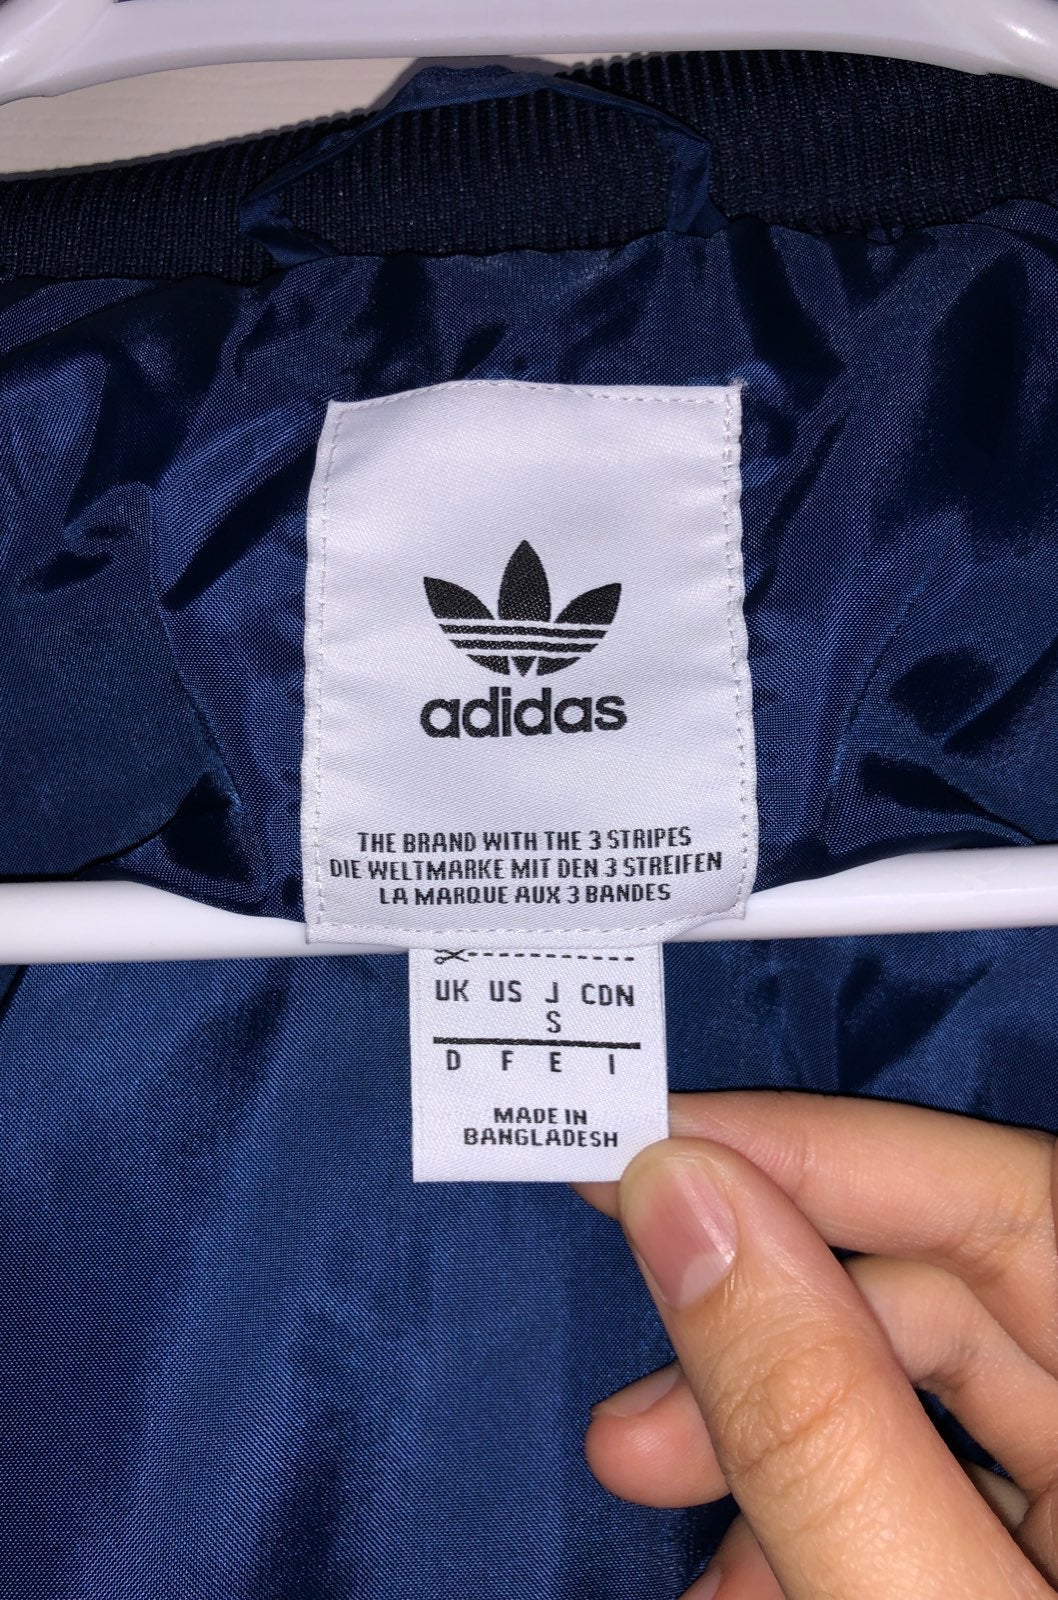 adidas
THE BRAND WITH THE 3 STRIPES
DIE WELTMARKE MIT DEN 3 STREIFEN
LA MARQUE AUX 3 BANDES
UK US J CDN
S
D F E I
MADE IN
BANGLADESH